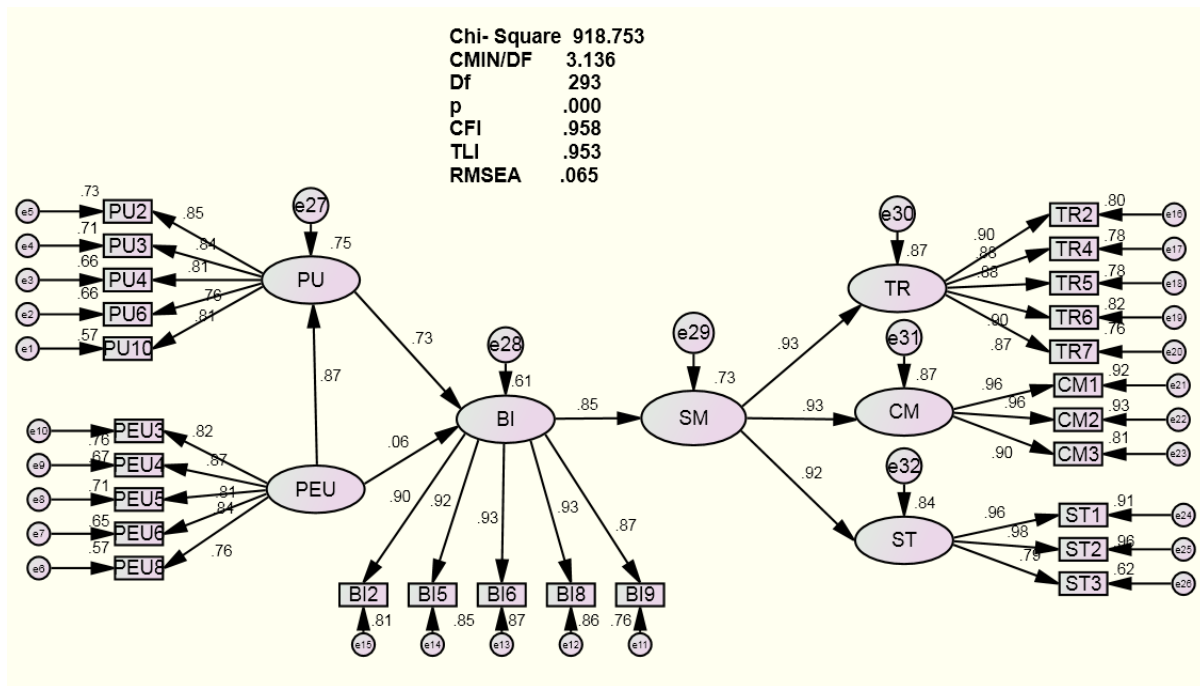 Chi- Square 918.753
CMIN/DF 3.136
Df 293
p .000
CFI .958
TLI .953
RMSEA .065
e27
.75
PU
e5
.73
PU2
.85
e4
.71
PU3
.84
e3
.66
PU4
.81
e2
.66
PU6
.76
e1
.57
PU10
.81
.87
.73
e10
PEU3
.82
e9
.76
PEU4
.87
e8
.67
PEU5
.81
e7
.71
PEU6
.84
e6
.65
PEU8
.76
.57
PEU
.06
e28
.61
BI
.85
.90
.92
.93
.93
.87
BI2
BI5
BI6
BI8
BI9
.81
.85
.87
.86
.76
e15
e14
e13
e12
e11
e29
.73
SM
.93
.93
.92
e30
.87
TR
.90
.88
.88
.90
.87
TR2
.80
e16
TR4
.78
e17
TR5
.78
e18
TR6
.82
e19
TR7
.76
e20
e31
.87
CM
.96
.96
.90
CM1
.92
e21
CM2
.93
e22
CM3
.81
e23
e32
.84
ST
.96
.98
.79
ST1
.91
e24
ST2
.96
e25
ST3
.62
e26